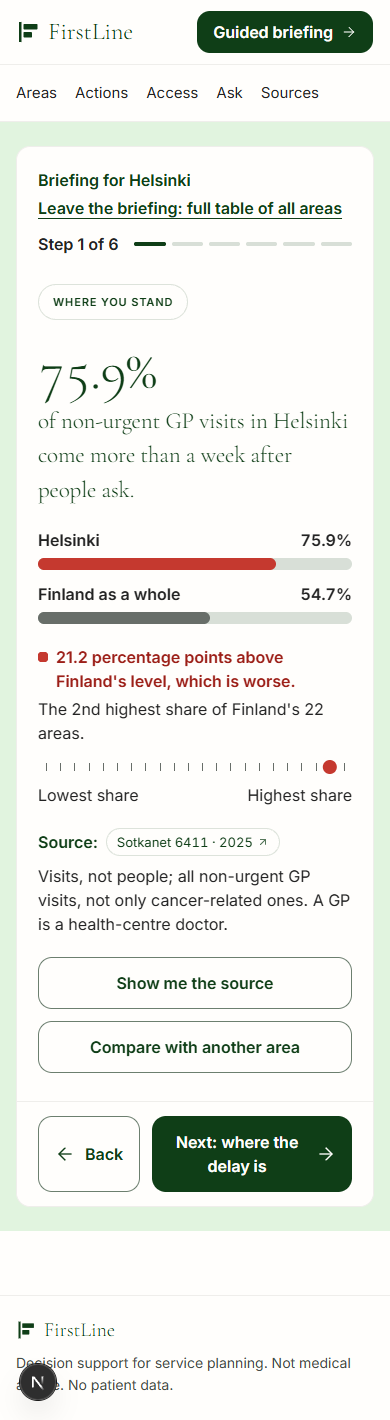 FirstLine
Guided briefing →
Areas Actions Access Ask Sources
Briefing for Helsinki
Leave the briefing: full table of all areas
Step 1 of 6
WHERE YOU STAND
75.9%
of non-urgent GP visits in Helsinki
come more than a week after
people ask.
Helsinki 75.9%
Finland as a whole 54.7%
21.2 percentage points above
Finland's level, which is worse.
The 2nd highest share of Finland's 22
areas.
Lowest share Highest share
Source: Sotkanet 6411 · 2025 ↗
Visits, not people; all non-urgent GP
visits, not only cancer-related ones. A GP
is a health-centre doctor.
Show me the source
Compare with another area
← Back
Next: where the
delay is →
FirstLine
Decision support for service planning. Not medical
N
No patient data.